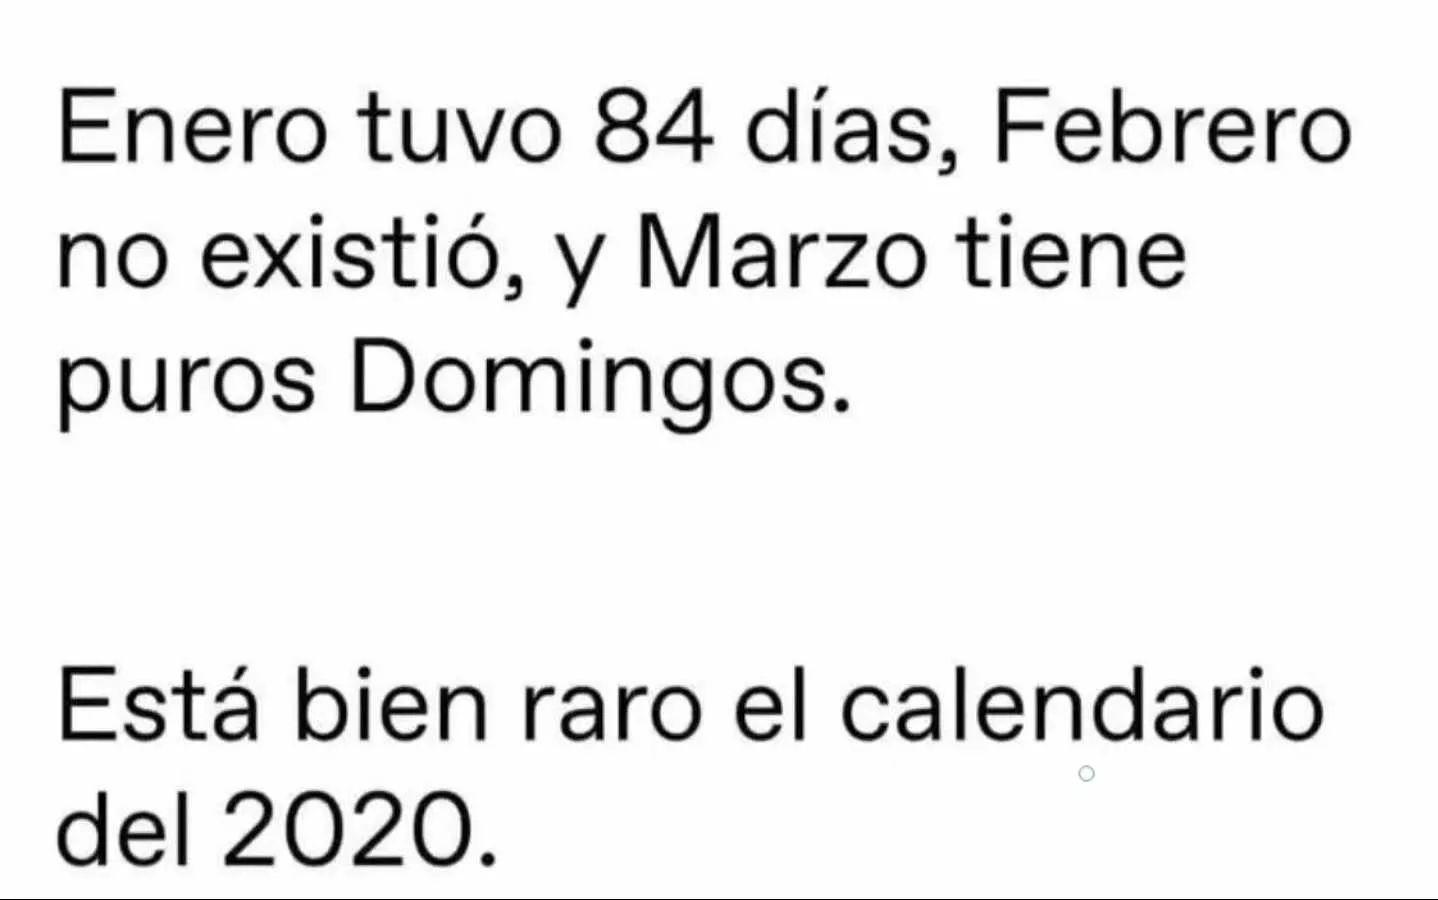 Enero tuvo 84 días, Febrero
no existió, y Marzo tiene
puros Domingos.
Está bien raro el calendario
del 2020.